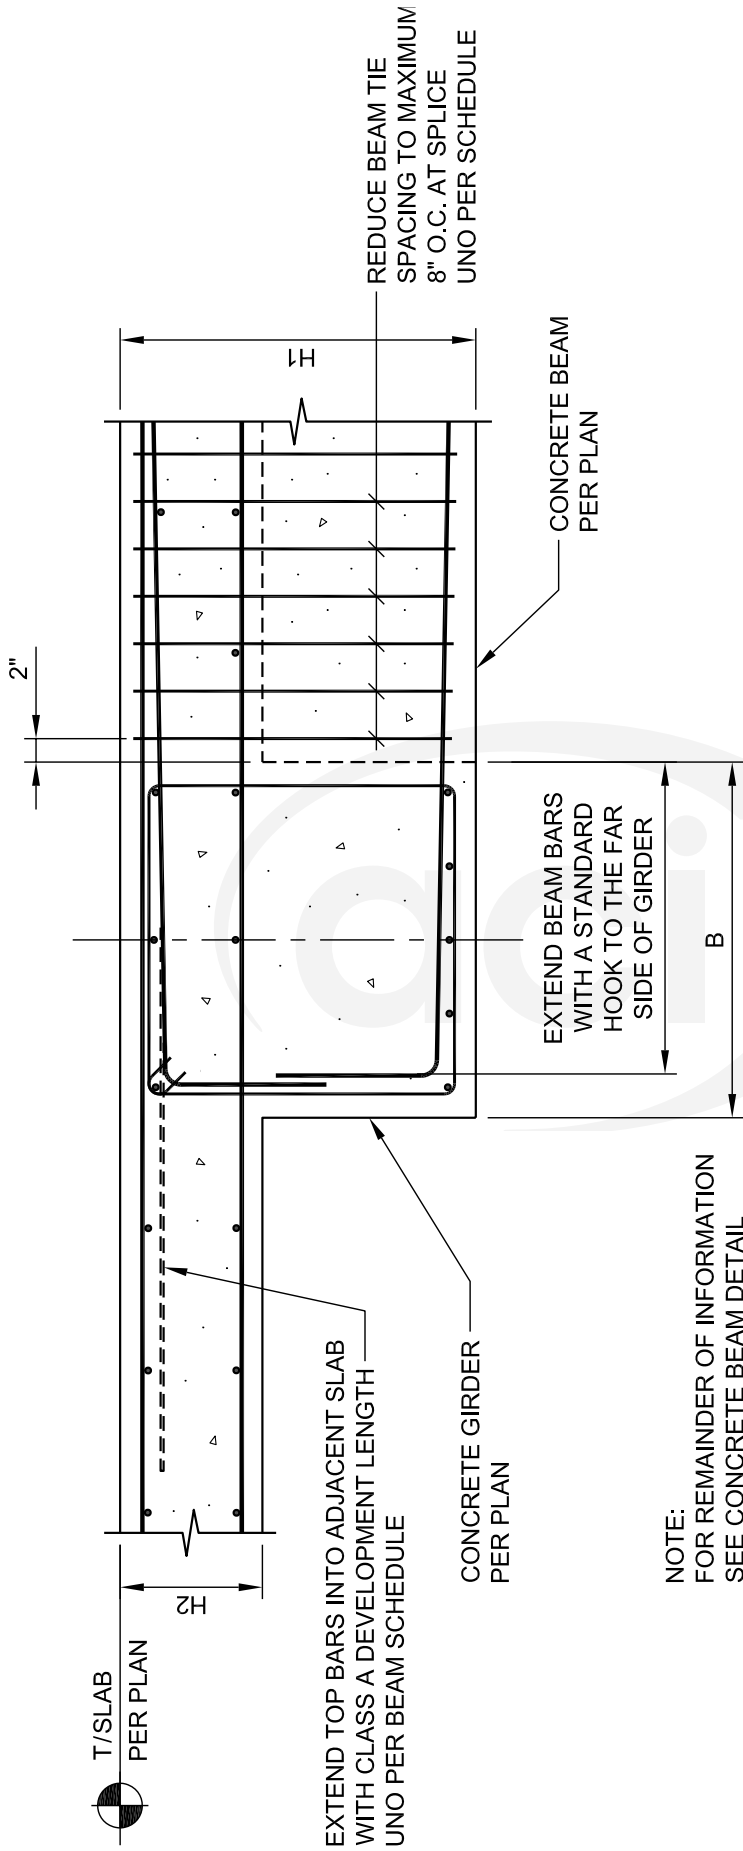 T/SLAB
PER PLAN
H2
EXTEND TOP BARS INTO ADJACENT SLAB
WITH CLASS A DEVELOPMENT LENGTH
UNO PER BEAM SCHEDULE
CONCRETE GIRDER
PER PLAN
NOTE:
FOR REMAINDER OF INFORMATION
SEE CONCRETE BEAM DETAIL
2"
H1
REDUCE BEAM TIE
SPACING TO MAXIMUM
8" O.C. AT SPLICE
UNO PER SCHEDULE
CONCRETE BEAM
PER PLAN
EXTEND BEAM BARS
WITH A STANDARD
HOOK TO THE FAR
SIDE OF GIRDER
B
aci